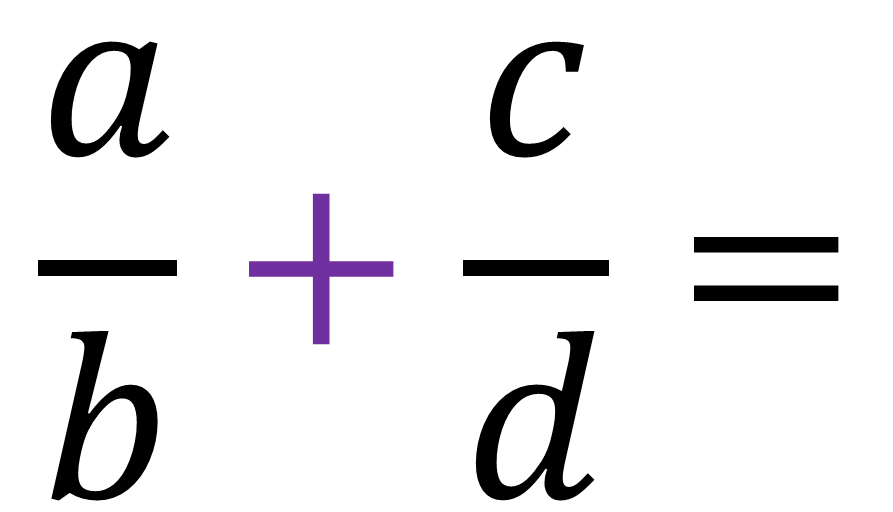 a/b + c/d =